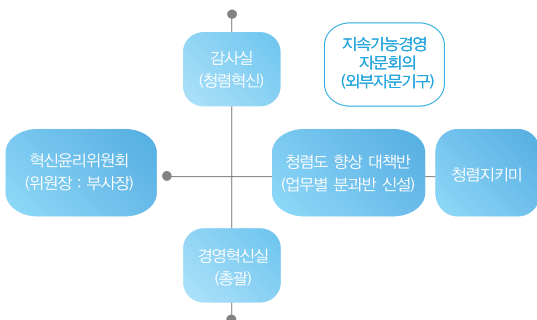 감사실
(청렴혁신)
지속가능경영
자문회의
(외부자문기구)
혁신윤리위원회
(위원장 : 부사장)
청렴도 향상 대책반
(업무별 분과반 신설)
청렴지키미
경영혁신실
(총괄)